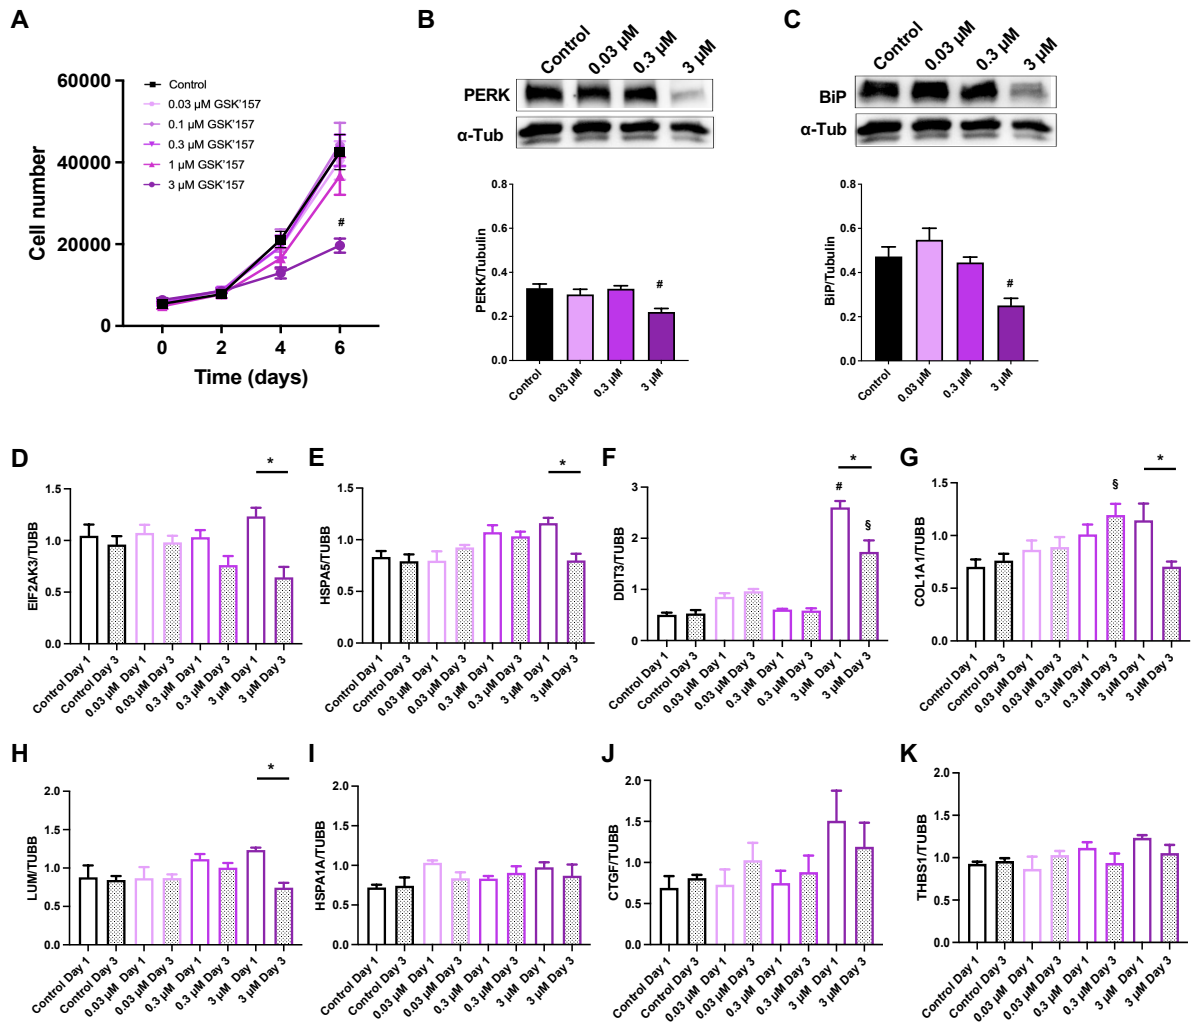 A
60000
40000
20000
0
Cell number
Control
0.03 µM GSK'157
0.1 µM GSK'157
0.3 µM GSK'157
1 µM GSK'157
3 µM GSK'157
#
0 2 4 6
Time (days)
B
Control 0.03 µM 0.3 µM 3 µM
PERK
α-Tub
0.8
0.6
0.4
0.2
0.0
PERK/Tubulin
#
Control 0.03 µM 0.3 µM 3 µM
C
Control 0.03 µM 0.3 µM 3 µM
BiP
α-Tub
0.8
0.6
0.4
0.2
0.0
BiP/Tubulin
#
Control 0.03 µM 0.3 µM 3 µM
D
*
1.5
1.0
0.5
0.0
EIF2AK3/TUBB
Control Day 1 Control Day 3 0.03 µM Day 1 0.03 µM Day 3 0.3 µM Day 1 0.3 µM Day 3 3 µM Day 1 3 µM Day 3
E
*
1.5
1.0
0.5
0.0
HSPA5/TUBB
Control Day 1 Control Day 3 0.03 µM Day 1 0.03 µM Day 3 0.3 µM Day 1 0.3 µM Day 3 3 µM Day 1 3 µM Day 3
F
*
# §
3
2
1
0
DDIT3/TUBB
Control Day 1 Control Day 3 0.03 µM Day 1 0.03 µM Day 3 0.3 µM Day 1 0.3 µM Day 3 3 µM Day 1 3 µM Day 3
G
*
§
1.5
1.0
0.5
0.0
COL1A1/TUBB
Control Day 1 Control Day 3 0.03 µM Day 1 0.03 µM Day 3 0.3 µM Day 1 0.3 µM Day 3 3 µM Day 1 3 µM Day 3
H
*
2.0
1.5
1.0
0.5
0.0
LUM/TUBB
Control Day 1 Control Day 3 0.03 µM Day 1 0.03 µM Day 3 0.3 µM Day 1 0.3 µM Day 3 3 µM Day 1 3 µM Day 3
I
2.0
1.5
1.0
0.5
0.0
HSPA1A/TUBB
Control Day 1 Control Day 3 0.03 µM Day 1 0.03 µM Day 3 0.3 µM Day 1 0.3 µM Day 3 3 µM Day 1 3 µM Day 3
J
2.0
1.5
1.0
0.5
0.0
CTGF/TUBB
Control Day 1 Control Day 3 0.03 µM Day 1 0.03 µM Day 3 0.3 µM Day 1 0.3 µM Day 3 3 µM Day 1 3 µM Day 3
K
2.0
1.5
1.0
0.5
0.0
THBS1/TUBB
Control Day 1 Control Day 3 0.03 µM Day 1 0.03 µM Day 3 0.3 µM Day 1 0.3 µM Day 3 3 µM Day 1 3 µM Day 3